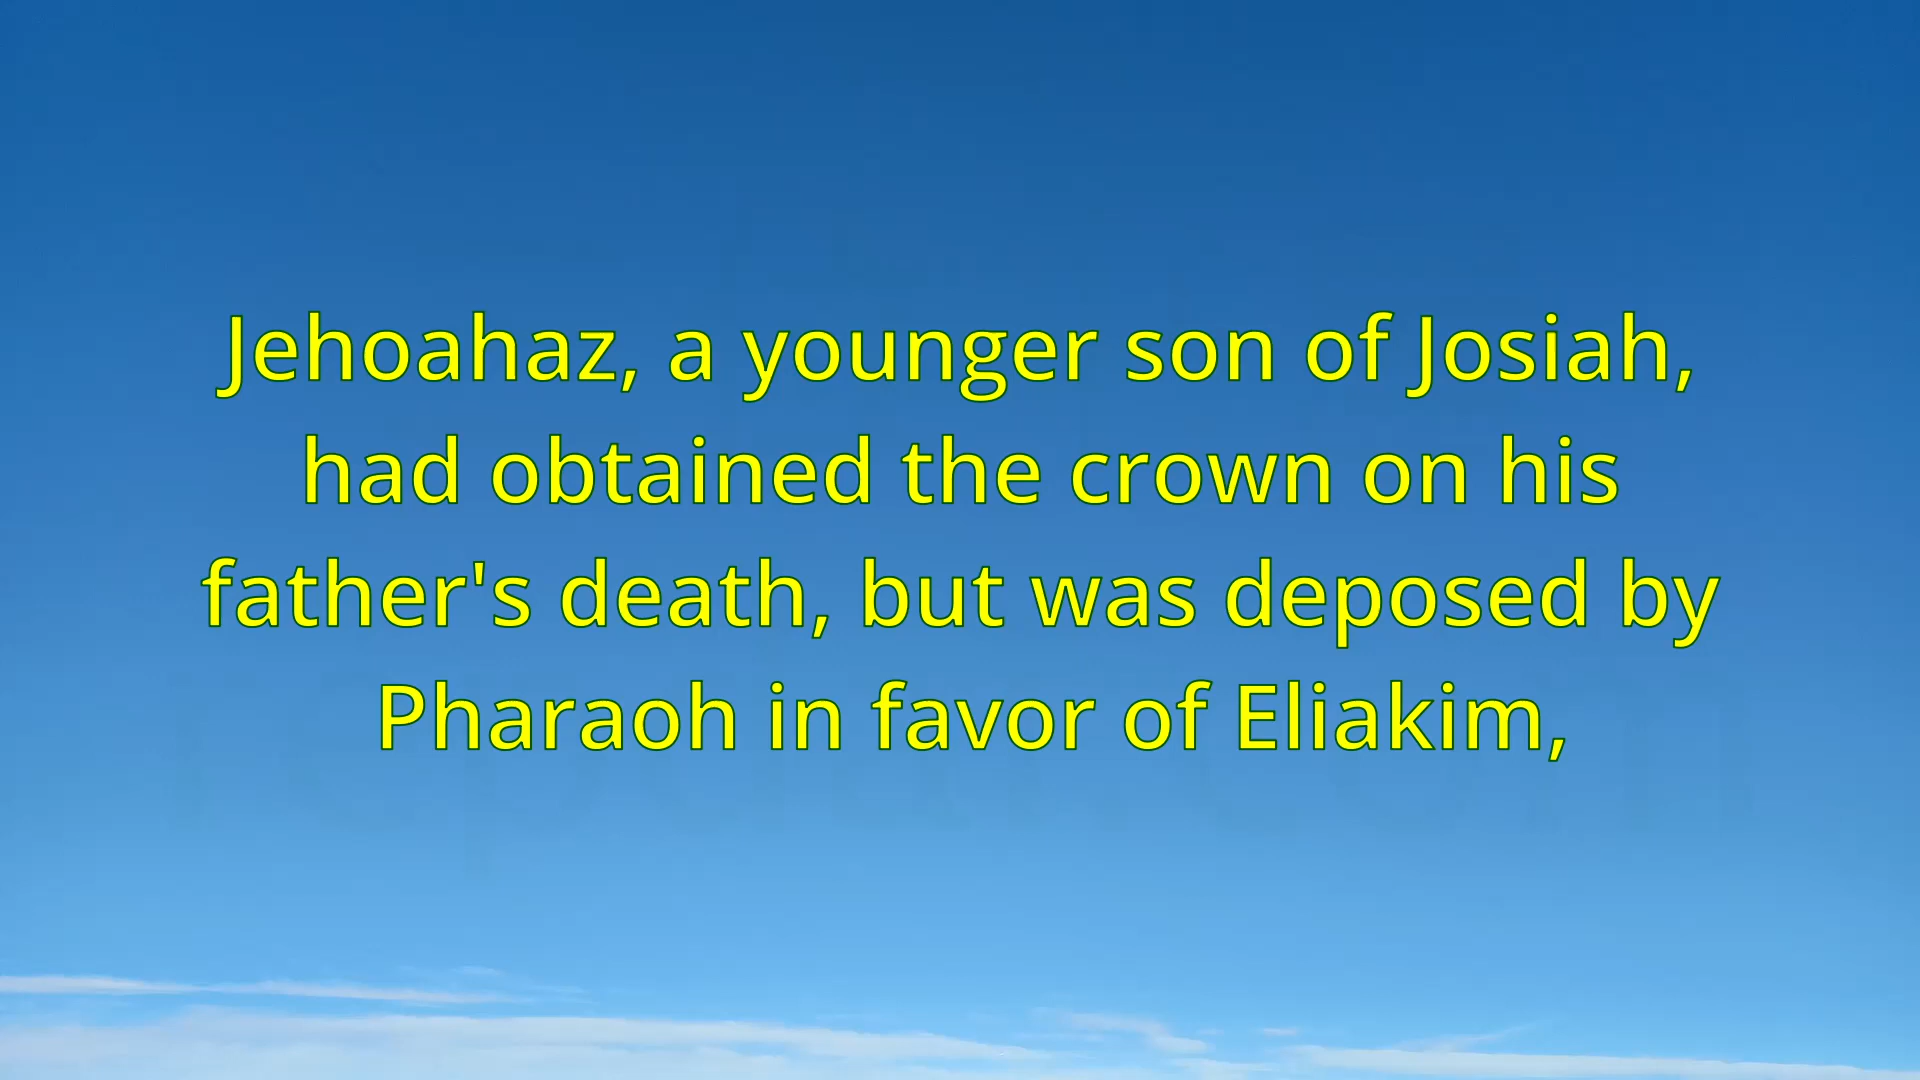 Jehoahaz, a younger son of Josiah,
had obtained the crown on his
father's death, but was deposed by
Pharaoh in favor of Eliakim,